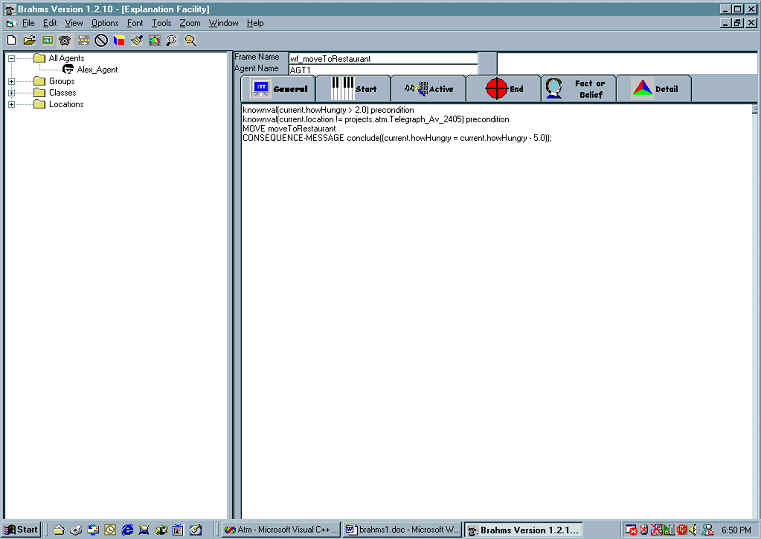 Brahms Version 1.2.10 - [Explanation Facility]
File Edit View Options Font Tools Zoom Window Help
All Agents
Alex_Agent
Groups
Classes
Locations
Frame Name wf_moveToRestaurant
Agent Name AGT1
General Start Active End Fact or Belief Detail
knownval(current.howHungry > 2.0) precondition
knownval(current.location != projects.atm.Telegraph_Av_2405) precondition
MOVE moveToRestaurant
CONSEQUENCE-MESSAGE conclude((current.howHungry = current.howHungry - 5.0));
Start Atm - Microsoft Visual C++ ... brahms1.doc - Microsoft W... Brahms Version 1.2.1... 6:50 PM